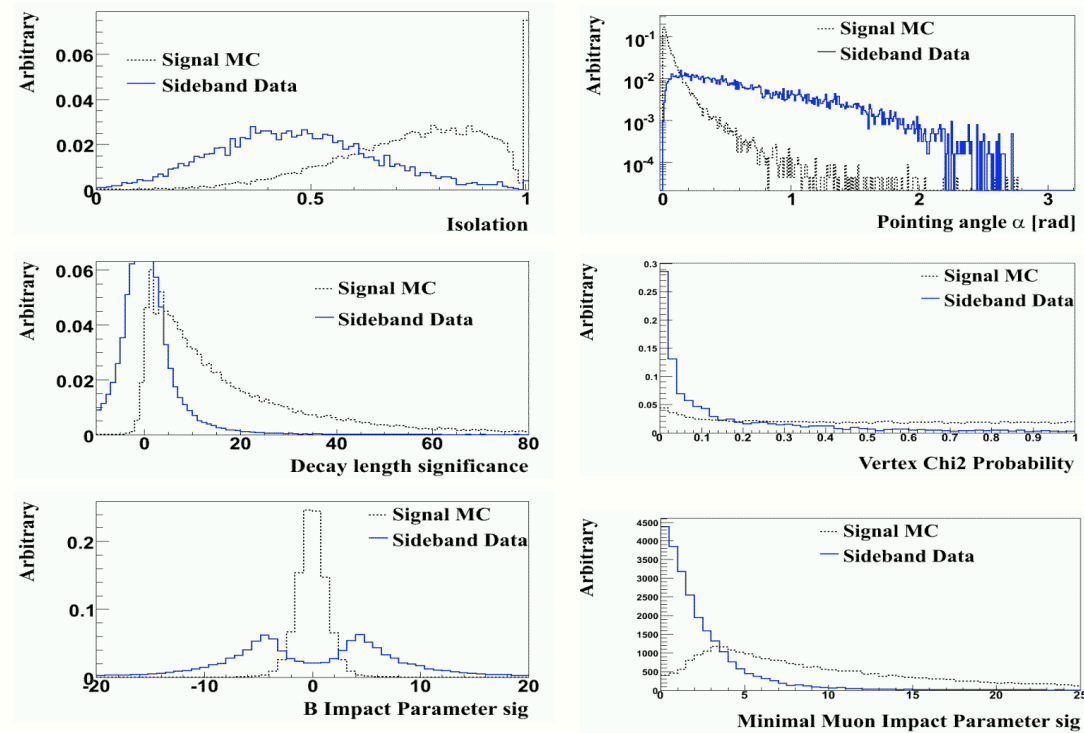 Arbitrary
0.06
0.04
0.02
0
Signal MC
Sideband Data
0 0.5 1
Isolation
Arbitrary
10-1
10-2
10-3
10-4
Signal MC
Sideband Data
0 1 2 3
Pointing angle α [rad]
Arbitrary
0.06
0.04
0.02
0
Signal MC
Sideband Data
0 20 40 60 80
Decay length significance
Arbitrary
0.3
0.25
0.2
0.15
0.1
0.05
0
Signal MC
Sideband Data
0 0.1 0.2 0.3 0.4 0.5 0.6 0.7 0.8 0.9 1
Vertex Chi2 Probability
Arbitrary
0.2
0.1
0
Signal MC
Sideband Data
-20 -10 0 10 20
B Impact Parameter sig
Arbitrary
4500
4000
3500
3000
2500
2000
1500
1000
500
0
Signal MC
Sideband Data
0 5 10 15 20 25
Minimal Muon Impact Parameter sig